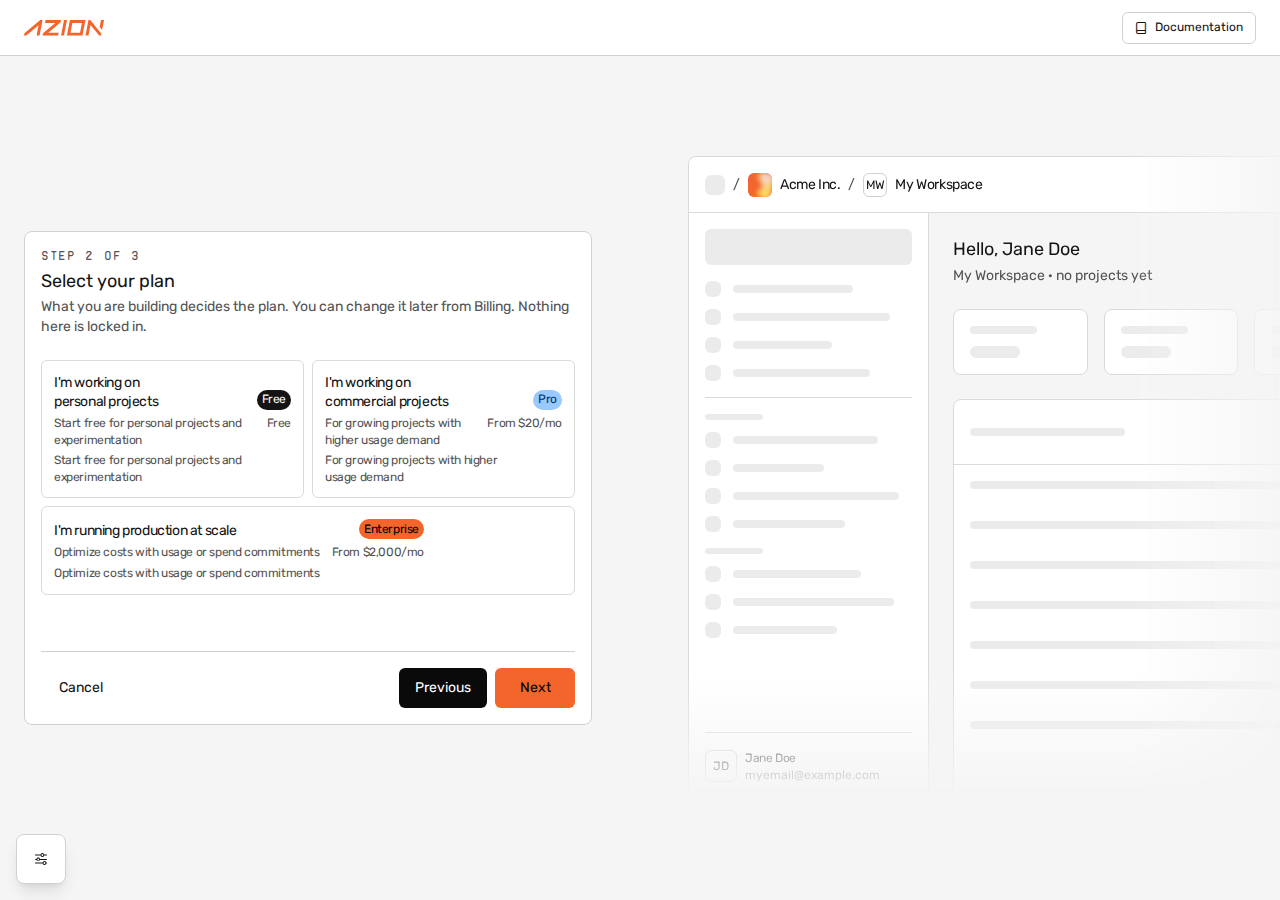 AZION
Documentation
STEP 2 OF 3
Select your plan
What you are building decides the plan. You can change it later from Billing. Nothing
here is locked in.
I'm working on
personal projects
Free
Start free for personal projects and
experimentation
Free
Start free for personal projects and
experimentation
I'm working on
commercial projects
Pro
For growing projects with
higher usage demand
From $20/mo
For growing projects with higher
usage demand
I'm running production at scale
Enterprise
Optimize costs with usage or spend commitments
From $2,000/mo
Optimize costs with usage or spend commitments
Cancel
Previous
Next
/ Acme Inc. / MW My Workspace
Hello, Jane Doe
My Workspace • no projects yet
JD
Jane Doe
myemail@example.com